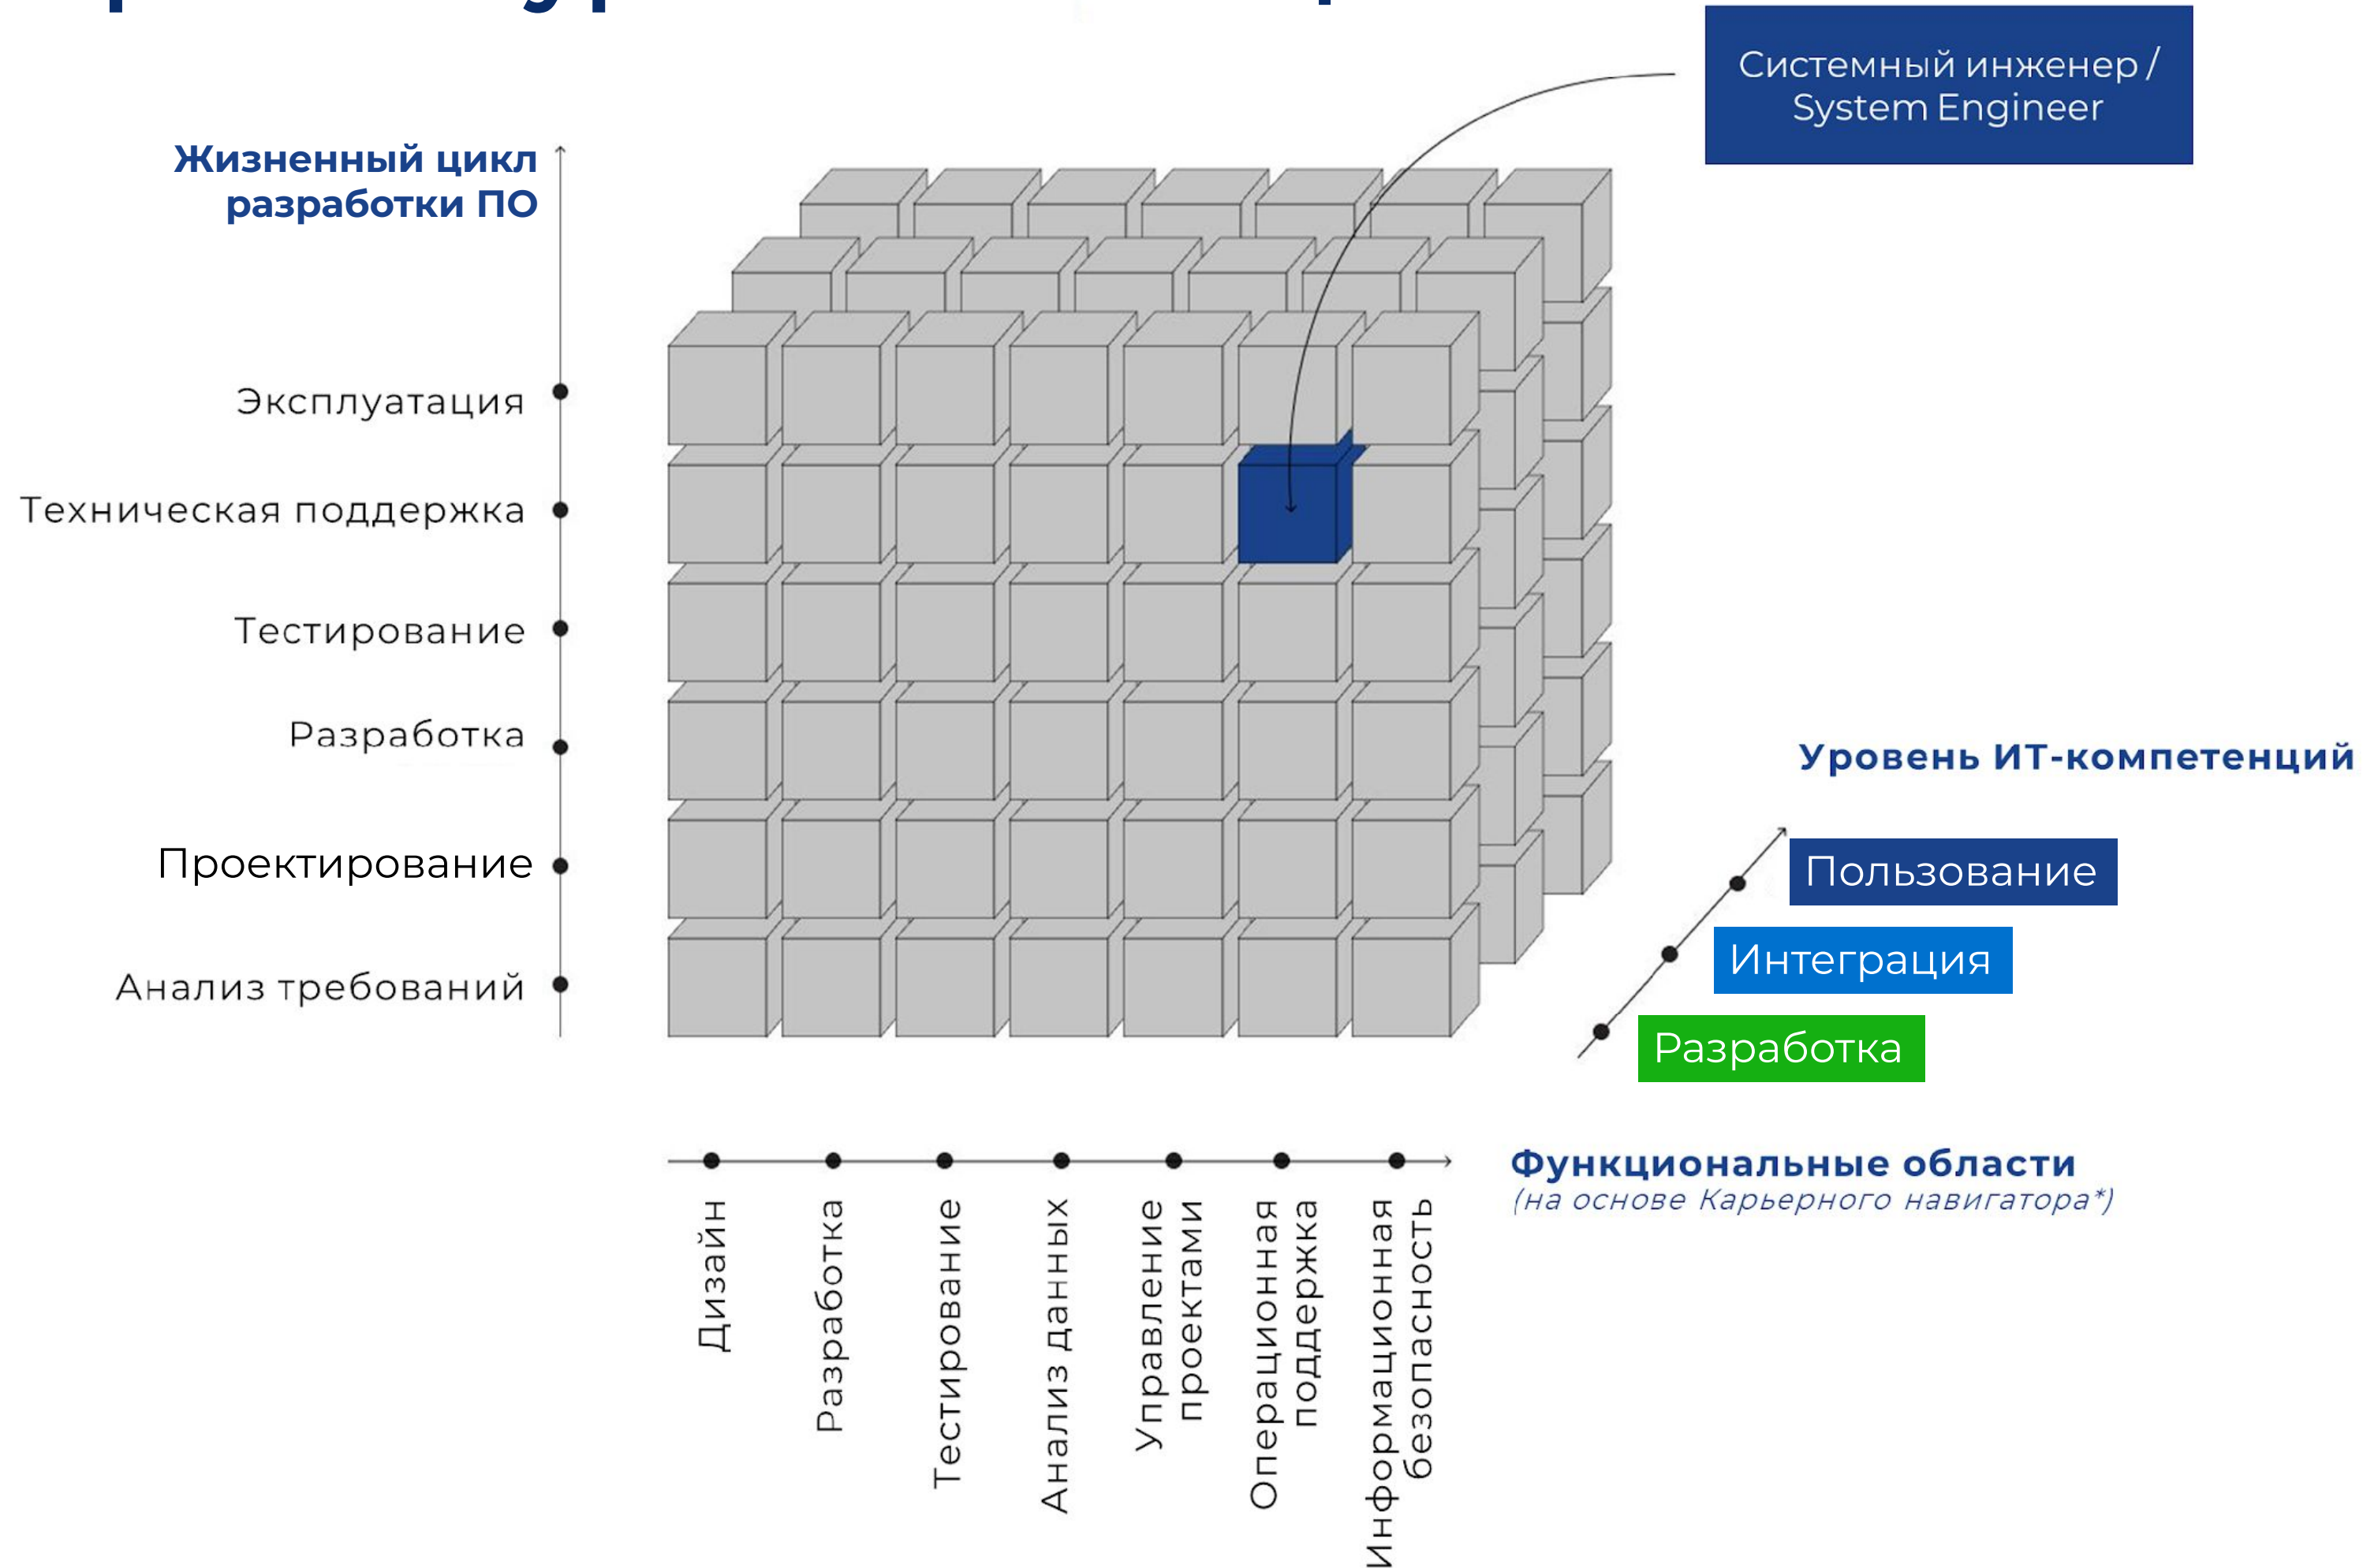 Системный инженер /
System Engineer
Жизненный цикл
разработки ПО
Эксплуатация
Техническая поддержка
Тестирование
Разработка
Проектирование
Анализ требований
Уровень ИТ-компетенций
Пользование
Интеграция
Разработка
Функциональные области
(на основе Карьерного навигатора*)
Дизайн
Разработка
Тестирование
Анализ данных
Управление
проектами
Операционная
поддержка
Информационная
безопасность